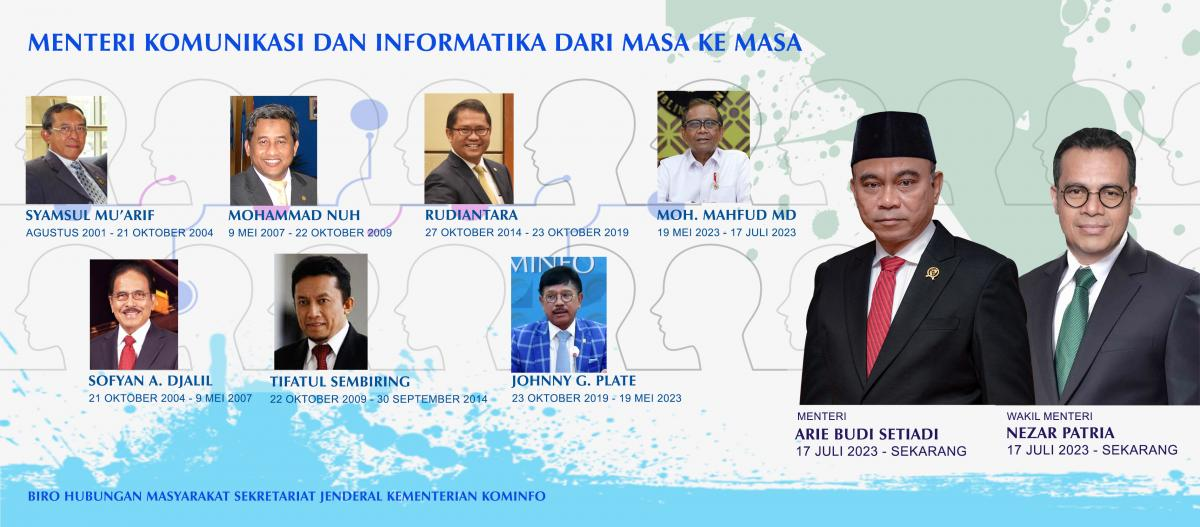 MENTERI KOMUNIKASI DAN INFORMATIKA DARI MASA KE MASA
SYAMSUL MU'ARIF
AGUSTUS 2001 - 21 OKTOBER 2004
MOHAMMAD NUH
9 MEI 2007 - 22 OKTOBER 2009
RUDIANTARA
27 OKTOBER 2014 - 23 OKTOBER 2019
MOH. MAHFUD MD
19 MEI 2023 - 17 JULI 2023
SOFYAN A. DJALIL
21 OKTOBER 2004 - 9 MEI 2007
TIFATUL SEMBIRING
22 OKTOBER 2009 - 30 SEPTEMBER 2014
MINFO
JOHNNY G. PLATE
23 OKTOBER 2019 - 19 MEI 2023
MENTERI
ARIE BUDI SETIADI
17 JULI 2023 - SEKARANG
WAKIL MENTERI
NEZAR PATRIA
17 JULI 2023 - SEKARANG
BIRO HUBUNGAN MASYARAKAT SEKRETARIAT JENDERAL KEMENTERIAN KOMINFO